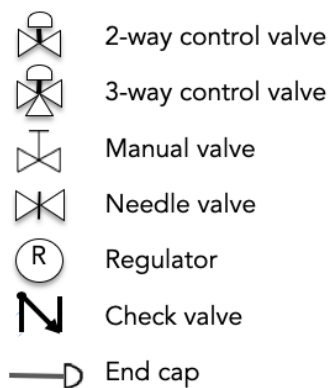 2-way control valve
3-way control valve
Manual valve
Needle valve
R Regulator
Check valve
End cap